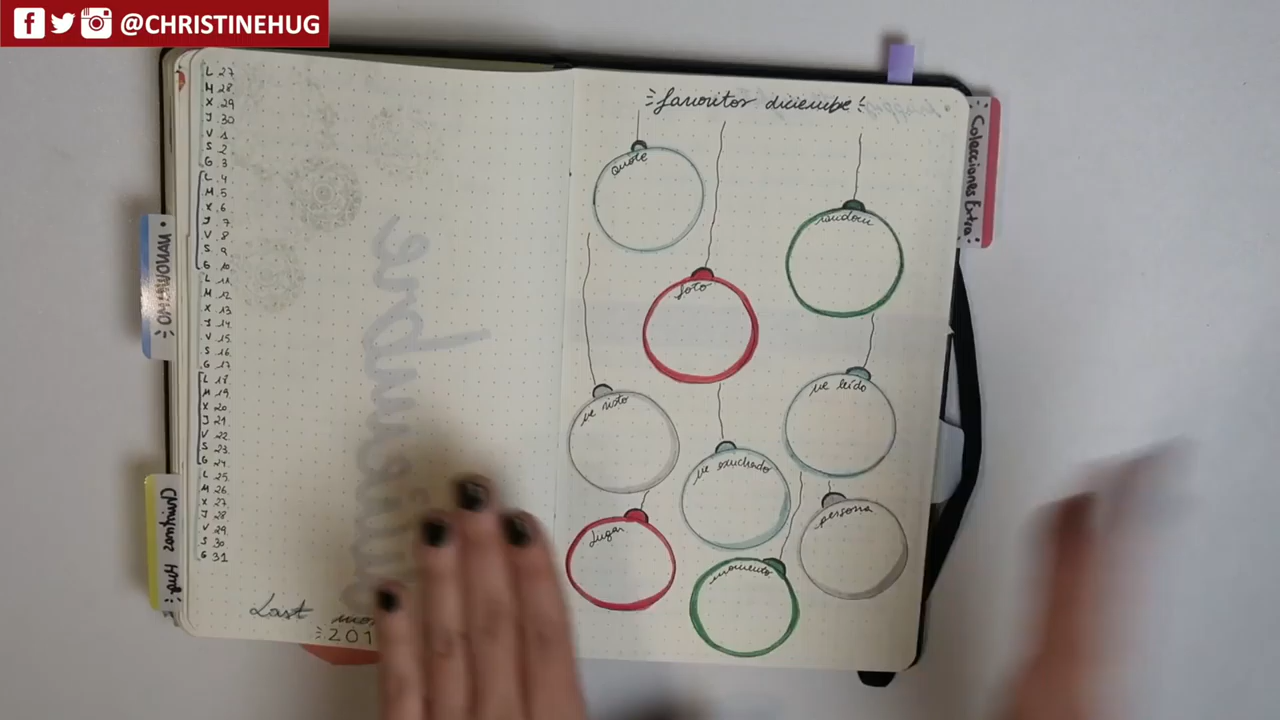 @CHRISTINEHUG
L 27
M 28
X 29
J 30
V 1
S 2
G 3
L 4
M 5
X 6
J 7
V 8
S 9
G 10
L 11
M 12
X 13
J 14
V 15
S 16
G 17
L 18
M 19
X 20
J 21
V 22
S 23
G 24
L 25
M 26
X 27
J 28
V 29
S 30
G 31
Last
201
favoritos diciembre
quote
random
foto
he visto
he leído
he escuchado
persona
lugar
momento
Colecciones Extra